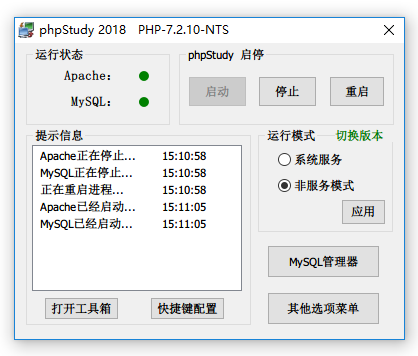 phpStudy 2018 PHP-7.2.10-NTS
运行状态
Apache:
MySQL:
phpStudy 启停
启动 停止 重启
提示信息
Apache正在停止... 15:10:58
MySQL正在停止... 15:10:58
正在重启进程... 15:10:58
Apache已经启动... 15:11:05
MySQL已经启动... 15:11:05
打开工具箱 快捷键配置
运行模式 切换版本
系统服务
非服务模式
应用
MySQL管理器
其他选项菜单